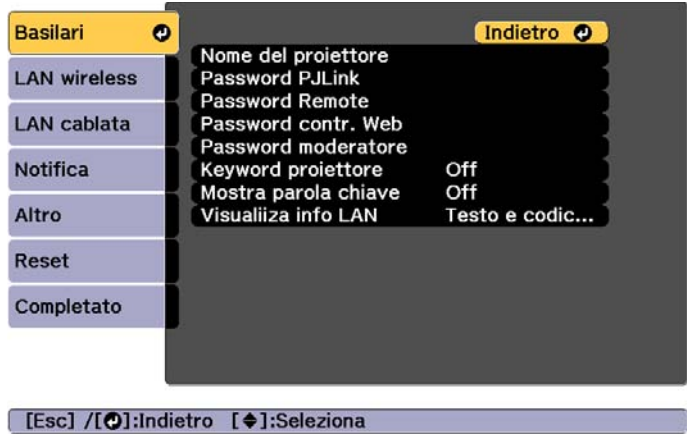 Basilari
LAN wireless
LAN cablata
Notifica
Altro
Reset
Completato
Indietro
Nome del proiettore
Password PJLink
Password Remote
Password contr. Web
Password moderatore
Keyword proiettore Off
Mostra parola chiave Off
Visualiiza info LAN Testo e codic...
[Esc] /[ ]:Indietro [ ]:Seleziona